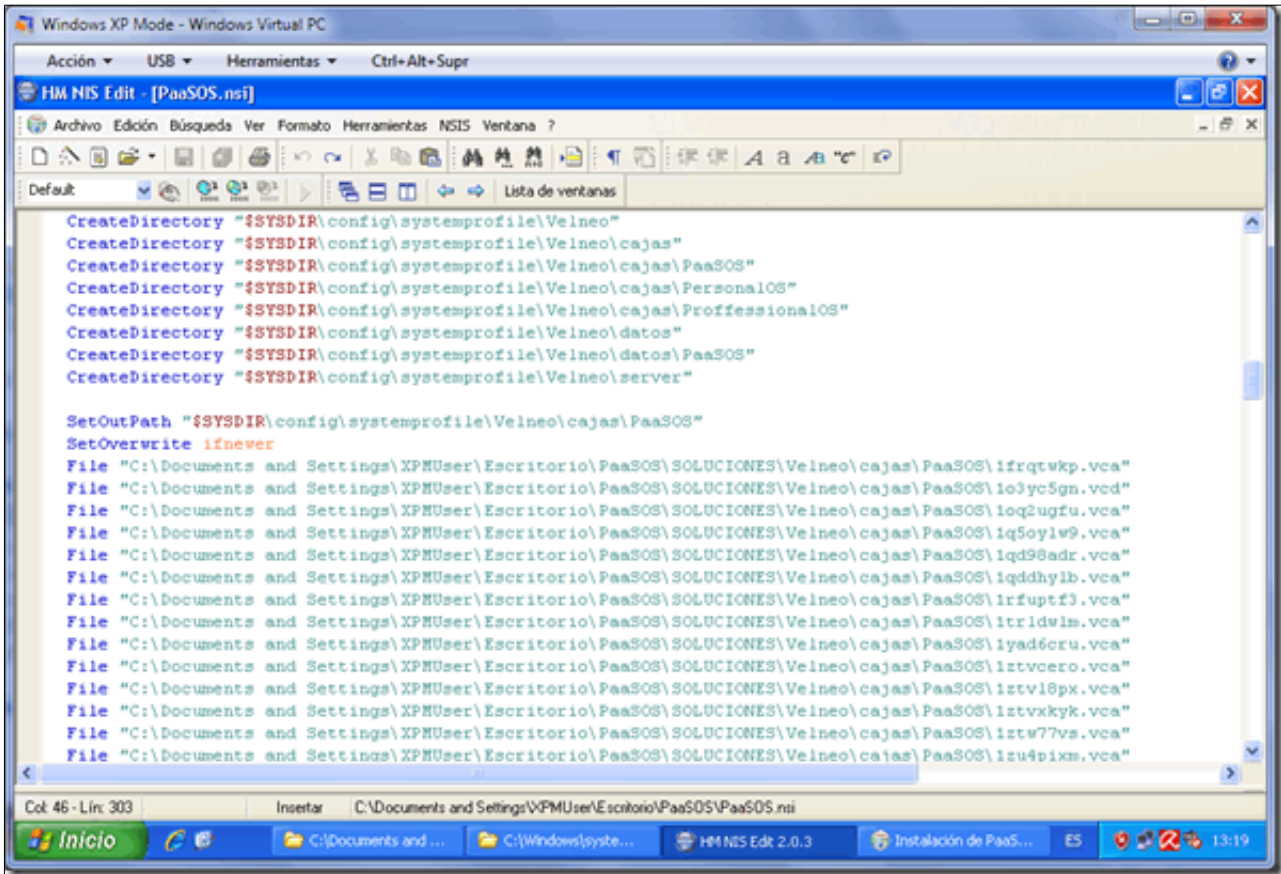 Windows XP Mode - Windows Virtual PC
Acción USB Herramientas Ctrl+Alt+Supr
HM NIS Edit - [PaaSOS.nsi]
Archivo Edición Búsqueda Ver Formato Herramientas NSIS Ventana ?
Default Lista de ventanas
CreateDirectory "$SYSDIR\config\systemprofile\Velneo"
CreateDirectory "$SYSDIR\config\systemprofile\Velneo\cajas"
CreateDirectory "$SYSDIR\config\systemprofile\Velneo\cajas\PaaSOS"
CreateDirectory "$SYSDIR\config\systemprofile\Velneo\cajas\PersonalOS"
CreateDirectory "$SYSDIR\config\systemprofile\Velneo\cajas\ProffessionalOS"
CreateDirectory "$SYSDIR\config\systemprofile\Velneo\datos"
CreateDirectory "$SYSDIR\config\systemprofile\Velneo\datos\PaaSOS"
CreateDirectory "$SYSDIR\config\systemprofile\Velneo\server"
SetOutPath "$SYSDIR\config\systemprofile\Velneo\cajas\PaaSOS"
SetOverwrite ifnewer
File "C:\Documents and Settings\XPMUser\Escritorio\PaaSOS\SOLUCIONES\Velneo\cajas\PaaSOS\1frqtwkp.vca"
File "C:\Documents and Settings\XPMUser\Escritorio\PaaSOS\SOLUCIONES\Velneo\cajas\PaaSOS\1o3yc5gn.vcd"
File "C:\Documents and Settings\XPMUser\Escritorio\PaaSOS\SOLUCIONES\Velneo\cajas\PaaSOS\1oq2ugfu.vca"
File "C:\Documents and Settings\XPMUser\Escritorio\PaaSOS\SOLUCIONES\Velneo\cajas\PaaSOS\1q5oylw9.vca"
File "C:\Documents and Settings\XPMUser\Escritorio\PaaSOS\SOLUCIONES\Velneo\cajas\PaaSOS\1qd98adr.vca"
File "C:\Documents and Settings\XPMUser\Escritorio\PaaSOS\SOLUCIONES\Velneo\cajas\PaaSOS\1qddhylb.vca"
File "C:\Documents and Settings\XPMUser\Escritorio\PaaSOS\SOLUCIONES\Velneo\cajas\PaaSOS\1rfuptf3.vca"
File "C:\Documents and Settings\XPMUser\Escritorio\PaaSOS\SOLUCIONES\Velneo\cajas\PaaSOS\1trldwlm.vca"
File "C:\Documents and Settings\XPMUser\Escritorio\PaaSOS\SOLUCIONES\Velneo\cajas\PaaSOS\1yad6cru.vca"
File "C:\Documents and Settings\XPMUser\Escritorio\PaaSOS\SOLUCIONES\Velneo\cajas\PaaSOS\1ztvcero.vca"
File "C:\Documents and Settings\XPMUser\Escritorio\PaaSOS\SOLUCIONES\Velneo\cajas\PaaSOS\1ztvl8px.vca"
File "C:\Documents and Settings\XPMUser\Escritorio\PaaSOS\SOLUCIONES\Velneo\cajas\PaaSOS\1ztvxkyk.vca"
File "C:\Documents and Settings\XPMUser\Escritorio\PaaSOS\SOLUCIONES\Velneo\cajas\PaaSOS\1ztw77vs.vca"
File "C:\Documents and Settings\XPMUser\Escritorio\PaaSOS\SOLUCIONES\Velneo\cajas\PaaSOS\1zu4pixm.vca"
Col: 46 - Lín: 303 Insertar C:\Documents and Settings\XPMUser\Escritorio\PaaSOS\PaaSOS.nsi
Inicio C:\Documents and ... C:\Windows\syste... HM NIS Edit 2.0.3 Instalación de PaaS... ES 13:19